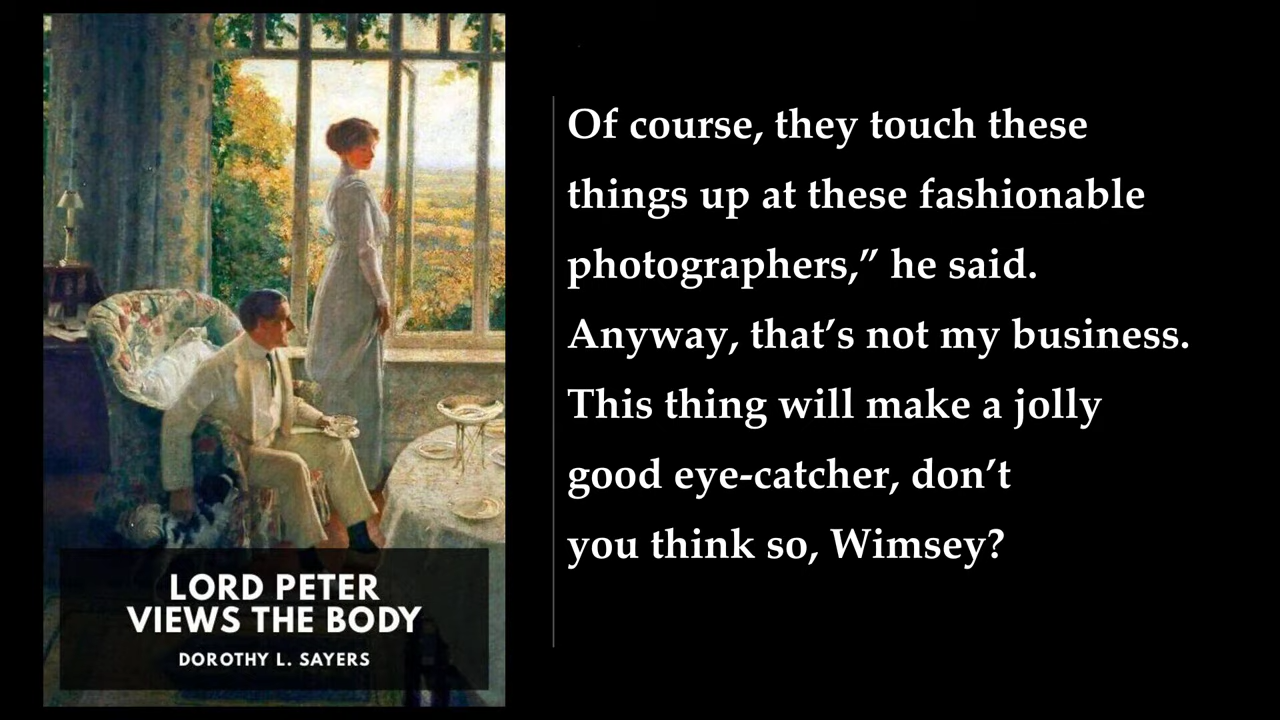 LORD PETER
VIEWS THE BODY
DOROTHY L. SAYERS
Of course, they touch these
things up at these fashionable
photographers,” he said.
Anyway, that’s not my business.
This thing will make a jolly
good eye-catcher, don’t
you think so, Wimsey?